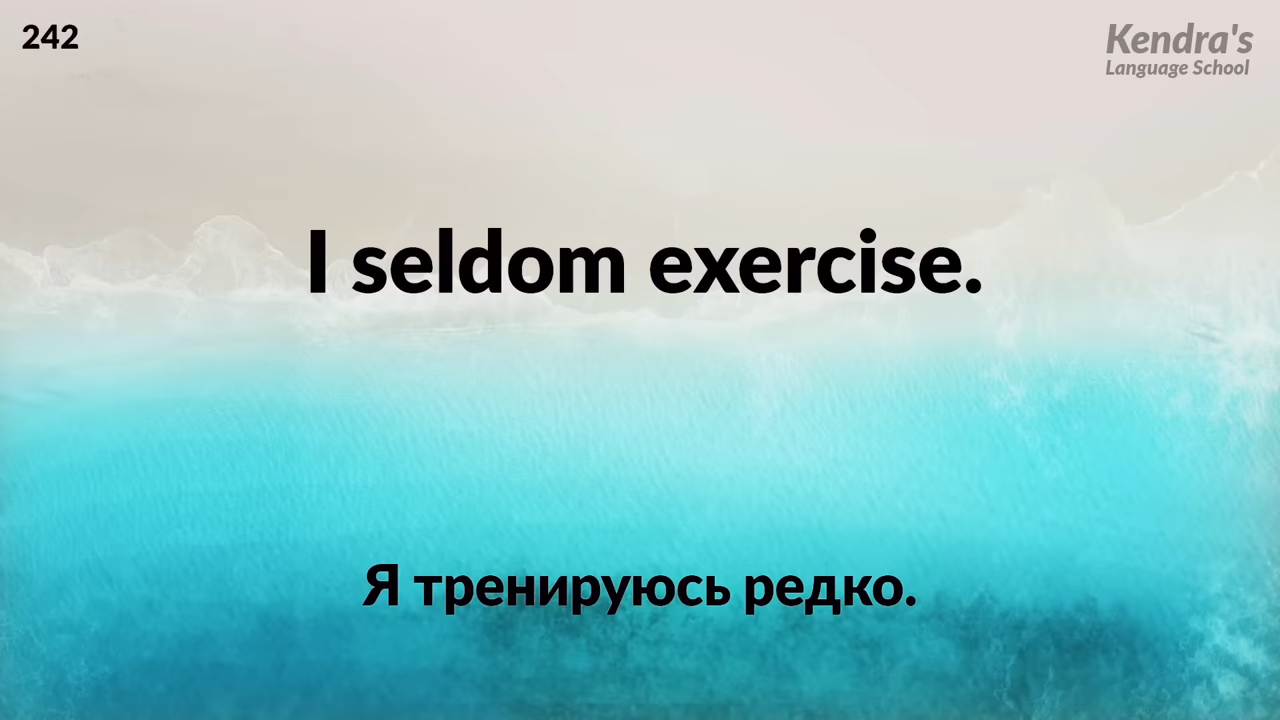 242
Kendra's
Language School
I seldom exercise.
Я тренируюсь редко.